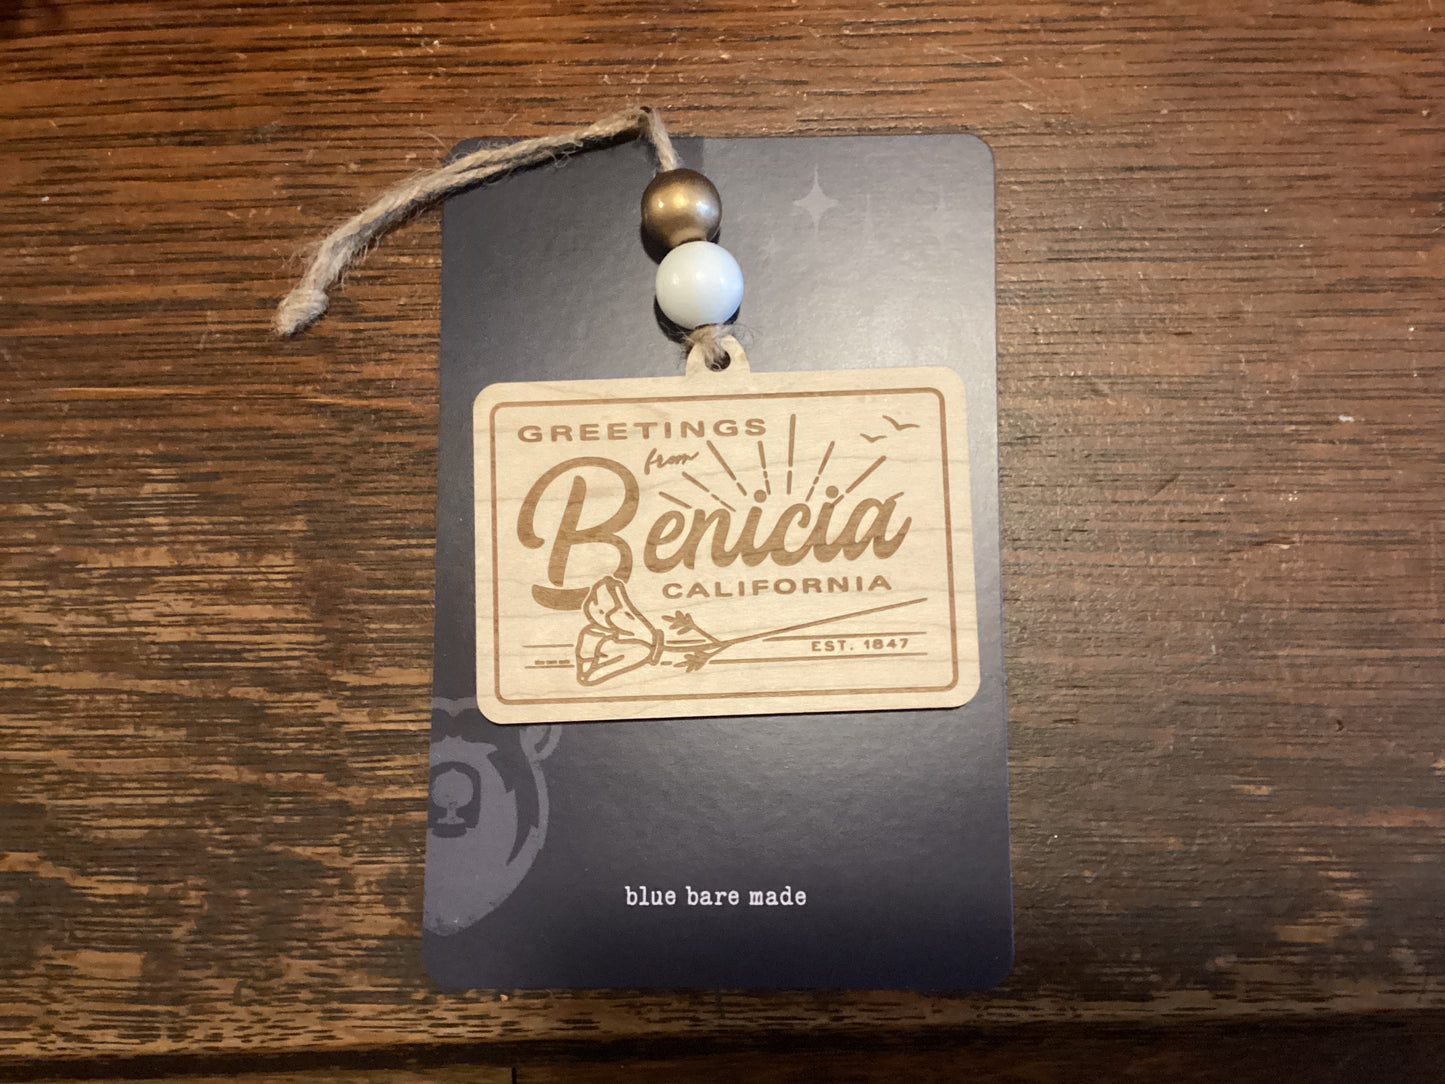 GREETINGS
from
Benicia
CALIFORNIA
EST. 1847
blue bare made